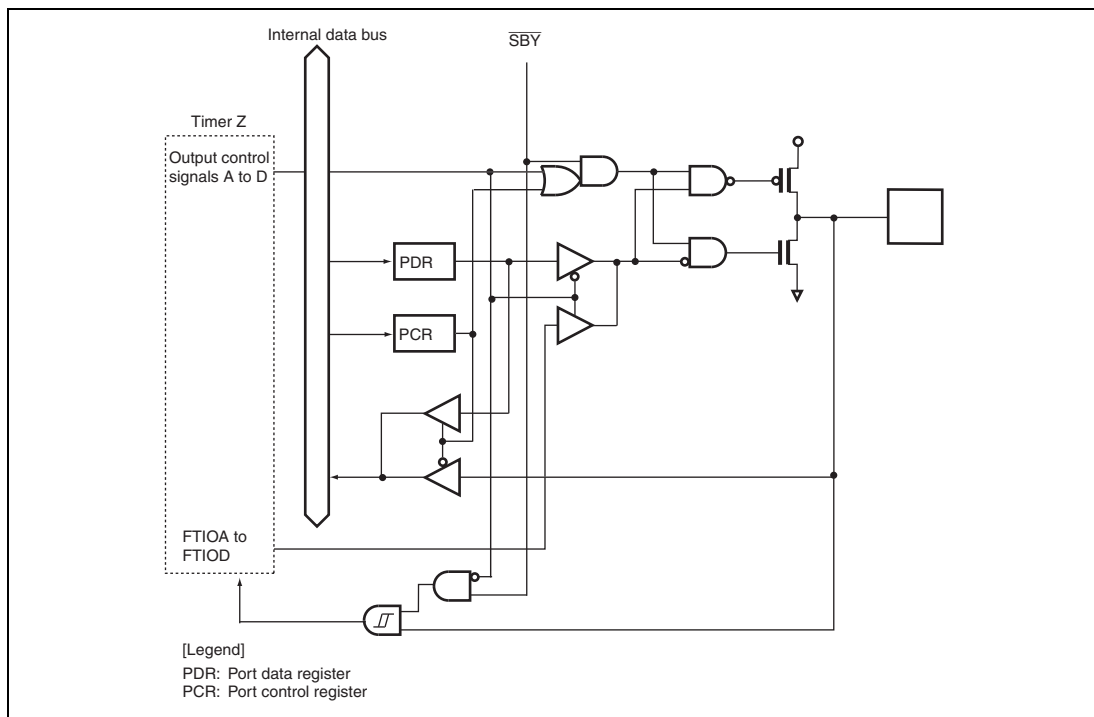 Internal data bus
SBY
Timer Z
Output control
signals A to D
PDR
PCR
FTIOA to
FTIOD
[Legend]
PDR: Port data register
PCR: Port control register